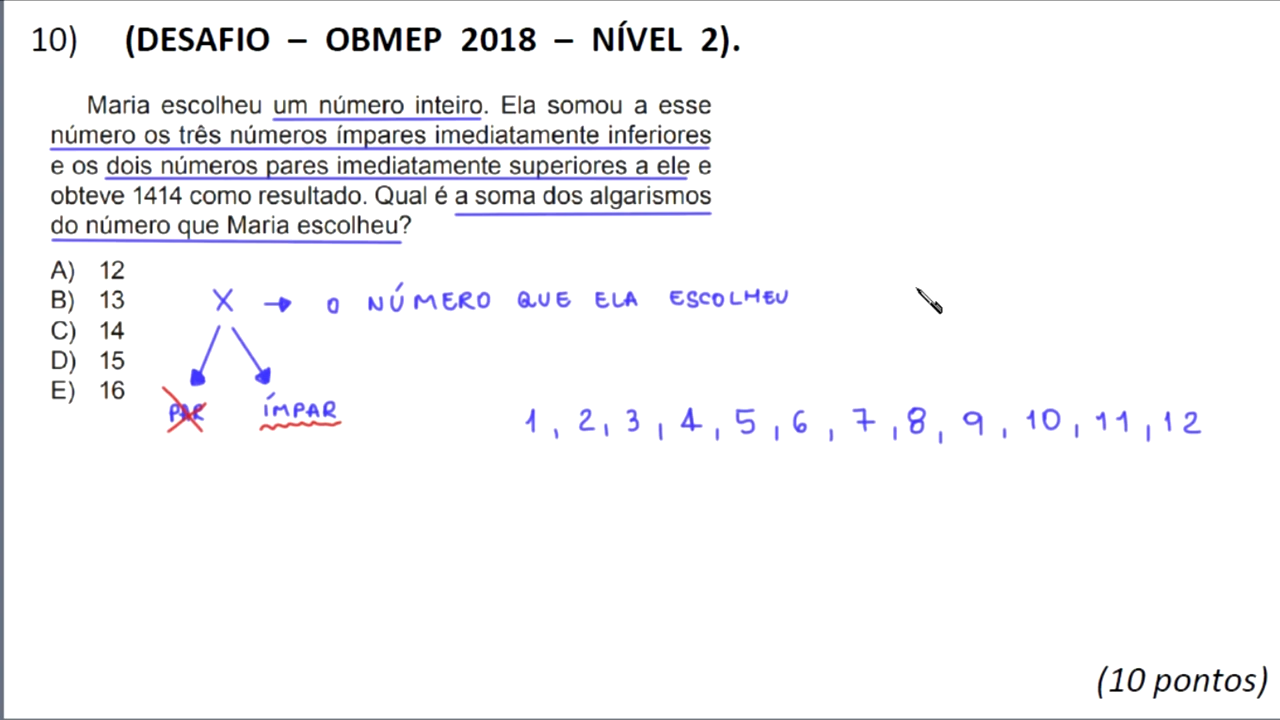 10) (DESAFIO – OBMEP 2018 – NÍVEL 2).
Maria escolheu um número inteiro. Ela somou a esse
número os três números ímpares imediatamente inferiores
e os dois números pares imediatamente superiores a ele e
obteve 1414 como resultado. Qual é a soma dos algarismos
do número que Maria escolheu?
A) 12
B) 13
C) 14
D) 15
E) 16
X → O NÚMERO QUE ELA ESCOLHEU
PAR ÍMPAR
1, 2, 3, 4, 5, 6, 7, 8, 9, 10, 11, 12
(10 pontos)